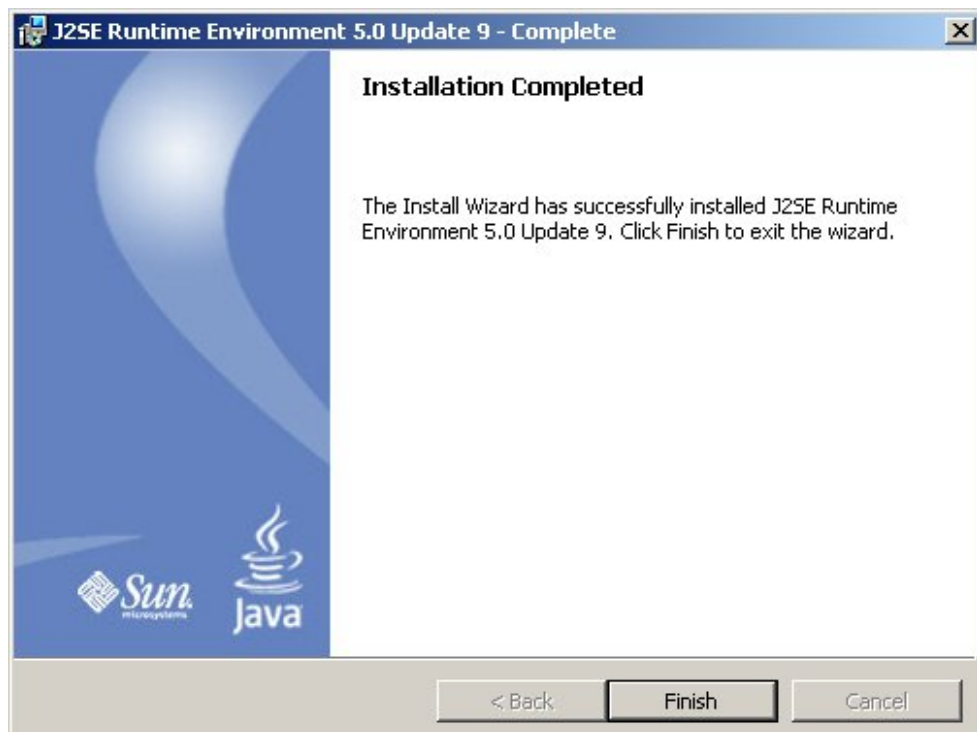 J2SE Runtime Environment 5.0 Update 9 - Complete
Installation Completed
The Install Wizard has successfully installed J2SE Runtime
Environment 5.0 Update 9. Click Finish to exit the wizard.
Sun
microsystems
Java
< Back
Finish
Cancel